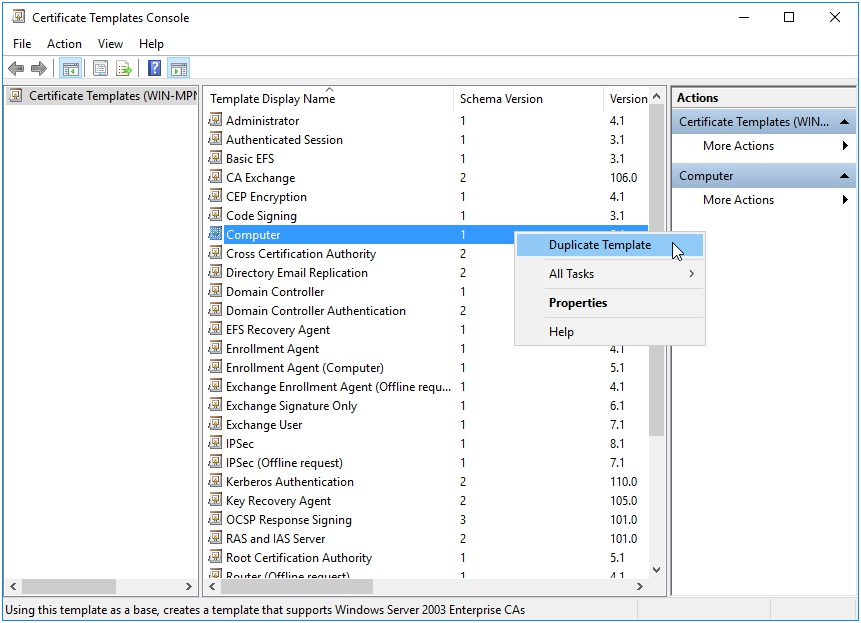 Certificate Templates Console
File Action View Help
Certificate Templates (WIN-MPN
Template Display Name Schema Version Version
Administrator 1 4.1
Authenticated Session 1 3.1
Basic EFS 1 3.1
CA Exchange 2 106.0
CEP Encryption 1 4.1
Code Signing 1 3.1
Computer 1
Cross Certification Authority 2
Directory Email Replication 2
Domain Controller 1
Domain Controller Authentication 2
EFS Recovery Agent 1
Enrollment Agent 1 4.1
Enrollment Agent (Computer) 1 5.1
Exchange Enrollment Agent (Offline requ... 1 4.1
Exchange Signature Only 1 6.1
Exchange User 1 7.1
IPSec 1 8.1
IPSec (Offline request) 1 7.1
Kerberos Authentication 2 110.0
Key Recovery Agent 2 105.0
OCSP Response Signing 3 101.0
RAS and IAS Server 2 101.0
Root Certification Authority 1 5.1
Router (Offline request) 1 4.1
Duplicate Template
All Tasks
Properties
Help
Actions
Certificate Templates (WIN...
More Actions
Computer
More Actions
Using this template as a base, creates a template that supports Windows Server 2003 Enterprise CAs